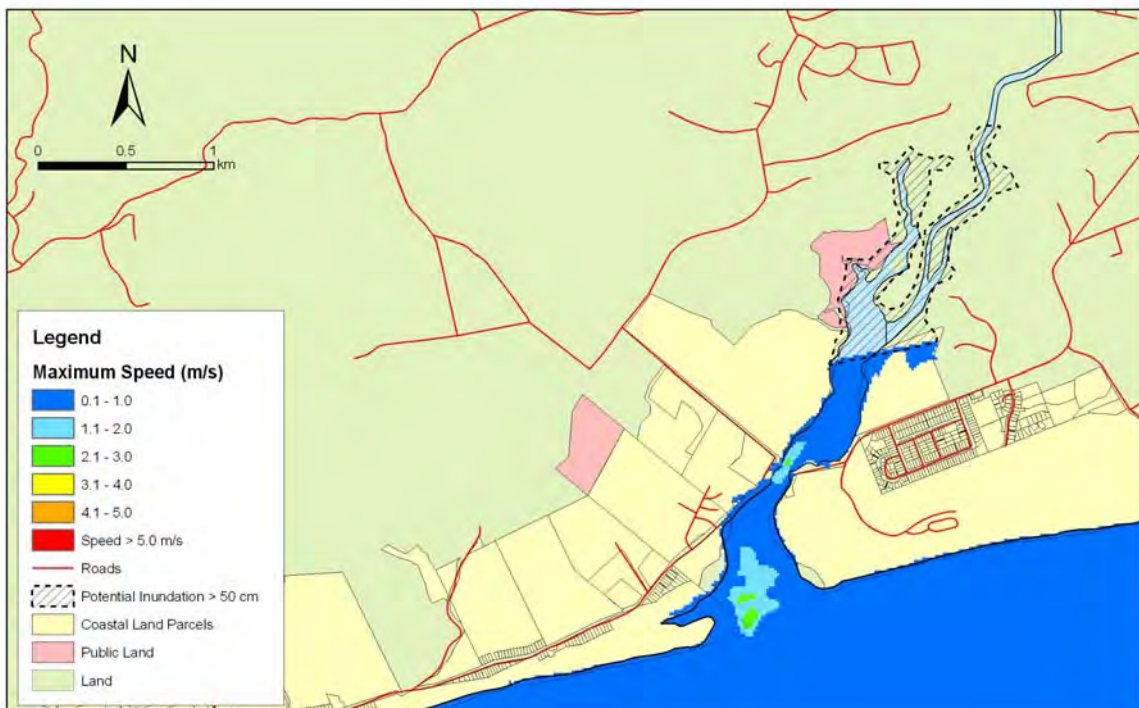 N
0 0.5 1
km
Legend
Maximum Speed (m/s)
0.1 - 1.0
1.1 - 2.0
2.1 - 3.0
3.1 - 4.0
4.1 - 5.0
Speed > 5.0 m/s
Roads
Potential Inundation > 50 cm
Coastal Land Parcels
Public Land
Land